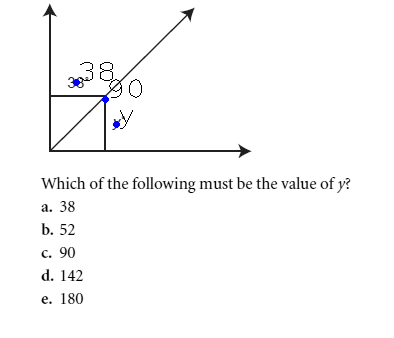 38
38°
90
y
Which of the following must be the value of y?
a. 38
b. 52
c. 90
d. 142
e. 180